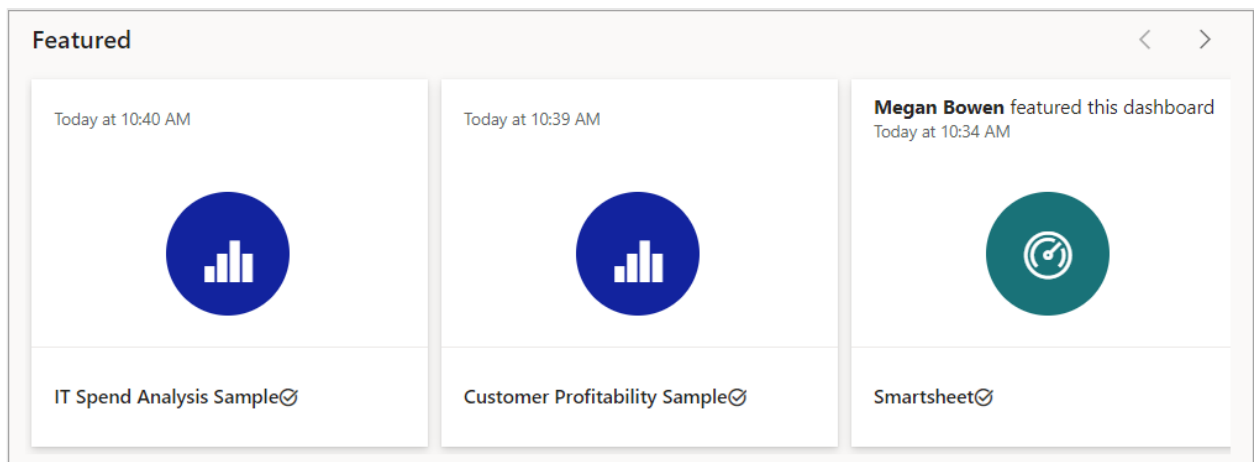 Featured
Today at 10:40 AM
IT Spend Analysis Sample
Today at 10:39 AM
Customer Profitability Sample
Megan Bowen featured this dashboard
Today at 10:34 AM
Smartsheet